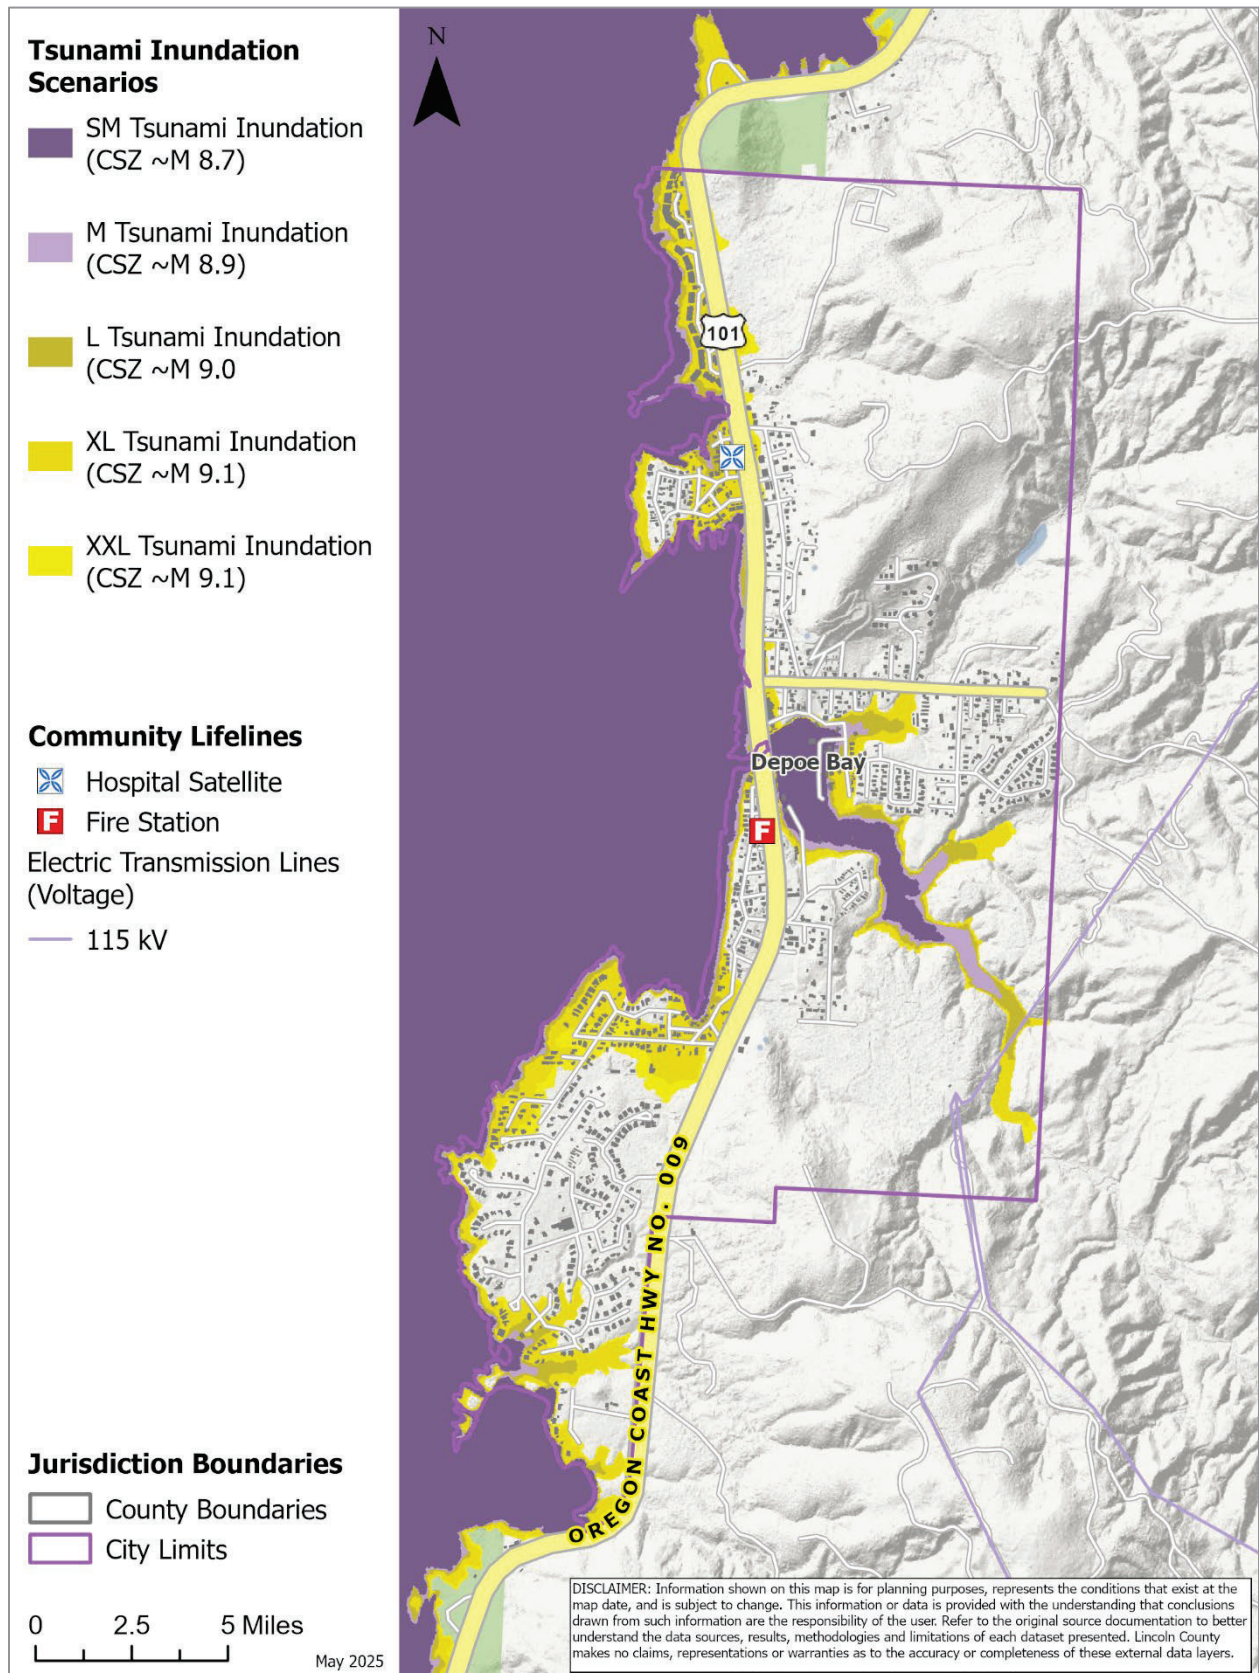 Tsunami Inundation
Scenarios
SM Tsunami Inundation
(CSZ ~M 8.7)
M Tsunami Inundation
(CSZ ~M 8.9)
L Tsunami Inundation
(CSZ ~M 9.0
XL Tsunami Inundation
(CSZ ~M 9.1)
XXL Tsunami Inundation
(CSZ ~M 9.1)
Community Lifelines
Hospital Satellite
F Fire Station
Electric Transmission Lines
(Voltage)
115 kV
Jurisdiction Boundaries
County Boundaries
City Limits
0 2.5 5 Miles
May 2025
N
101
Depoe Bay
F
OREGON COAST HWY NO. 009
DISCLAIMER: Information shown on this map is for planning purposes, represents the conditions that exist at the
map date, and is subject to change. This information or data is provided with the understanding that conclusions
drawn from such information are the responsibility of the user. Refer to the original source documentation to better
understand the data sources, results, methodologies and limitations of each dataset presented. Lincoln County
makes no claims, representations or warranties as to the accuracy or completeness of these external data layers.